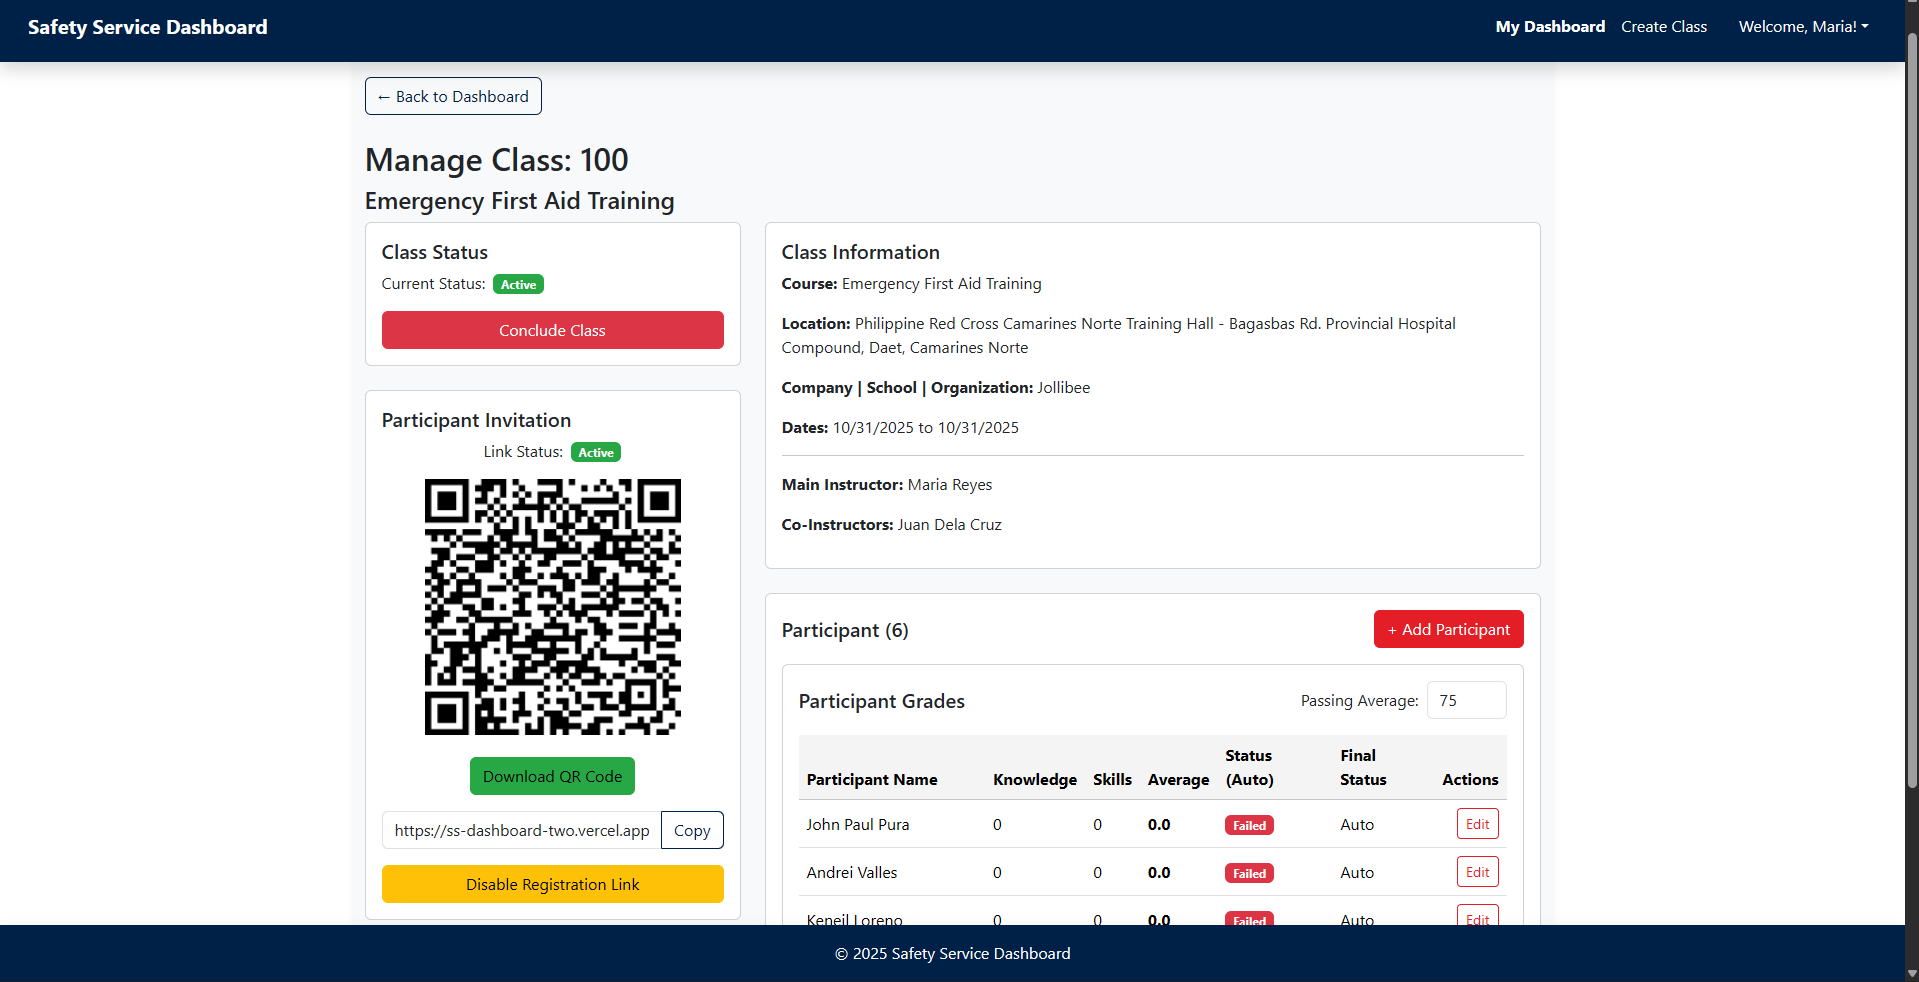 Safety Service Dashboard
My Dashboard Create Class Welcome, Maria!
← Back to Dashboard
Manage Class: 100
Emergency First Aid Training
Class Status
Current Status: Active
Conclude Class
Participant Invitation
Link Status: Active
Download QR Code
https://ss-dashboard-two.vercel.app Copy
Disable Registration Link
Class Information
Course: Emergency First Aid Training
Location: Philippine Red Cross Camarines Norte Training Hall - Bagasbas Rd. Provincial Hospital
Compound, Daet, Camarines Norte
Company | School | Organization: Jollibee
Dates: 10/31/2025 to 10/31/2025
Main Instructor: Maria Reyes
Co-Instructors: Juan Dela Cruz
Participant (6)
+ Add Participant
Participant Grades
Passing Average: 75
Participant Name Knowledge Skills Average Status (Auto) Final Status Actions
John Paul Pura 0 0 0.0 Failed Auto Edit
Andrei Valles 0 0 0.0 Failed Auto Edit
Keneil Loreno 0 0 0.0 Failed Auto Edit
© 2025 Safety Service Dashboard